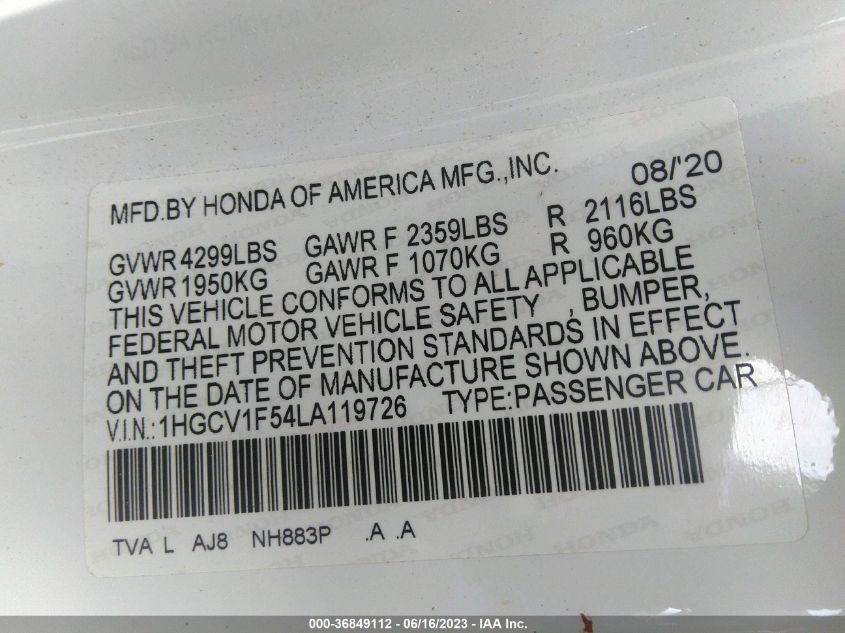 MFD.BY HONDA OF AMERICA MFG.,INC. 08/'20
GVWR 4299LBS GAWR F 2359LBS R 2116LBS
GVWR 1950KG GAWR F 1070KG R 960KG
THIS VEHICLE CONFORMS TO ALL APPLICABLE
FEDERAL MOTOR VEHICLE SAFETY , BUMPER,
AND THEFT PREVENTION STANDARDS IN EFFECT
ON THE DATE OF MANUFACTURE SHOWN ABOVE.
V.I.N.:1HGCV1F54LA119726 TYPE:PASSENGER CAR
TVA L AJ8 NH883P .A .A
000-36849112 - 06/16/2023 - IAA Inc.